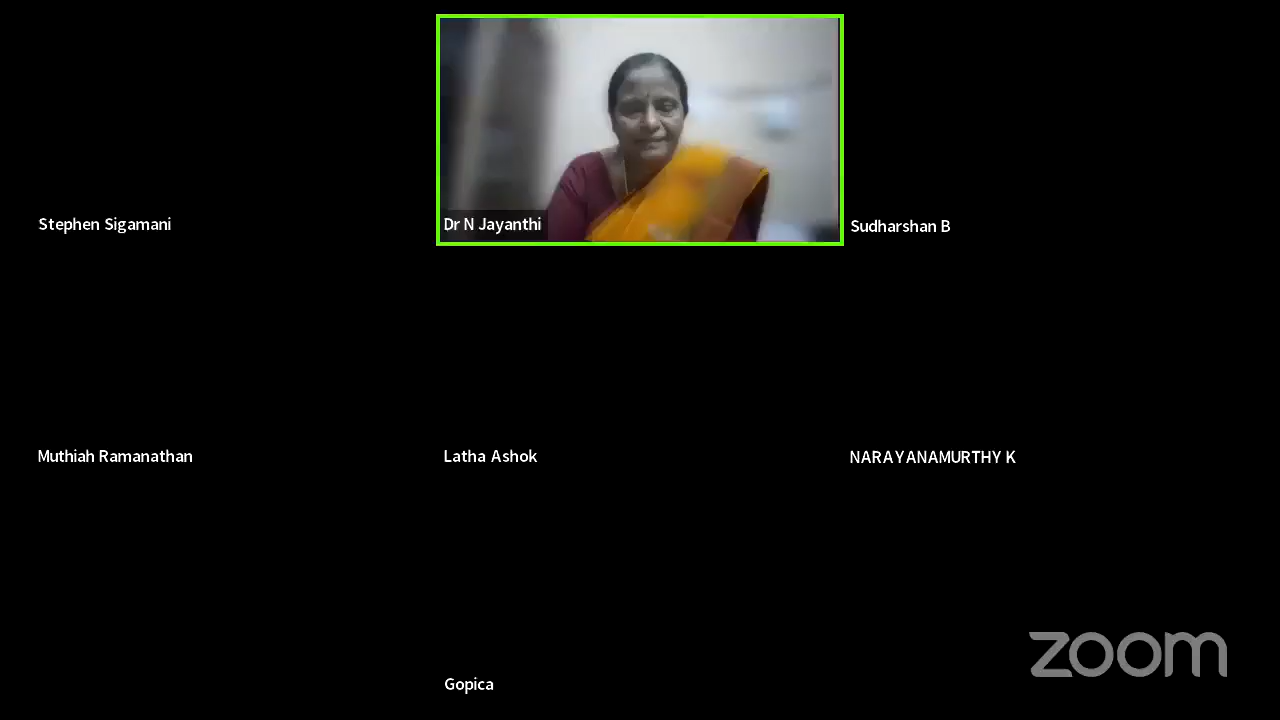 Stephen Sigamani
Dr N Jayanthi
Sudharshan B
Muthiah Ramanathan
Latha Ashok
NARAYANAMURTHY K
Gopica
zoom